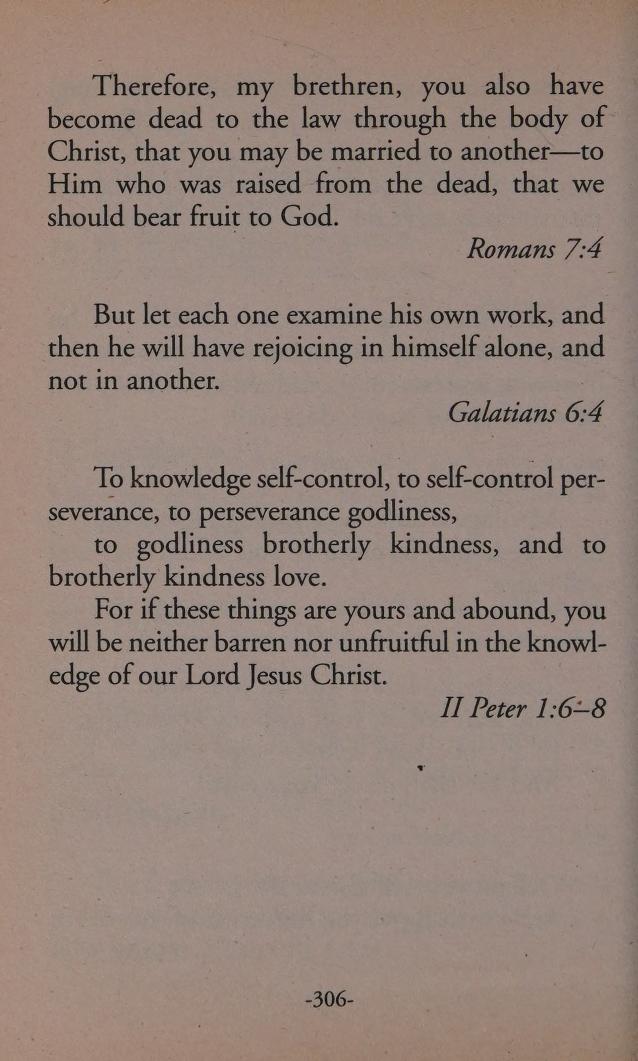 Therefore, my brethren, you also have
become dead to the law through the body of
Christ, that you may be married to another—to
Him who was raised from the dead, that we
should bear fruit to God.
Romans 7:4
But let each one examine his own work, and
then he will have rejoicing in himself alone, and
not in another.
Galatians 6:4
To knowledge self-control, to self-control per-
severance, to perseverance godliness,
to godliness brotherly kindness, and to
brotherly kindness love.
For if these things are yours and abound, you
will be neither barren nor unfruitful in the knowl-
edge of our Lord Jesus Christ.
II Peter 1:6–8
-306-